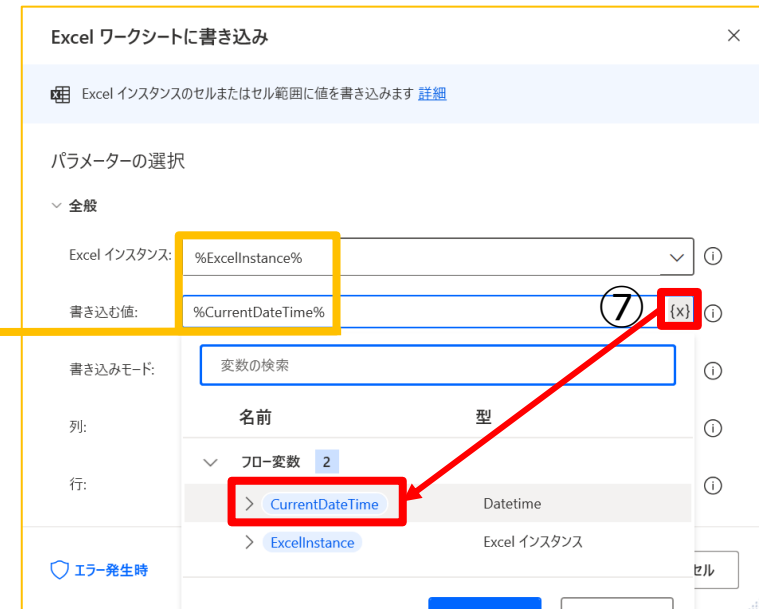 Excel ワークシートに書き込み
Excel インスタンスのセルまたはセル範囲に値を書き込みます 詳細
パラメーターの選択
全般
Excel インスタンス: %ExcelInstance%
書き込む値: %CurrentDateTime% ⑦ {x}
書き込みモード: 変数の検索
名前 型
列:
フロー変数 2
行:
CurrentDateTime Datetime
ExcelInstance Excel インスタンス
エラー発生時 セル